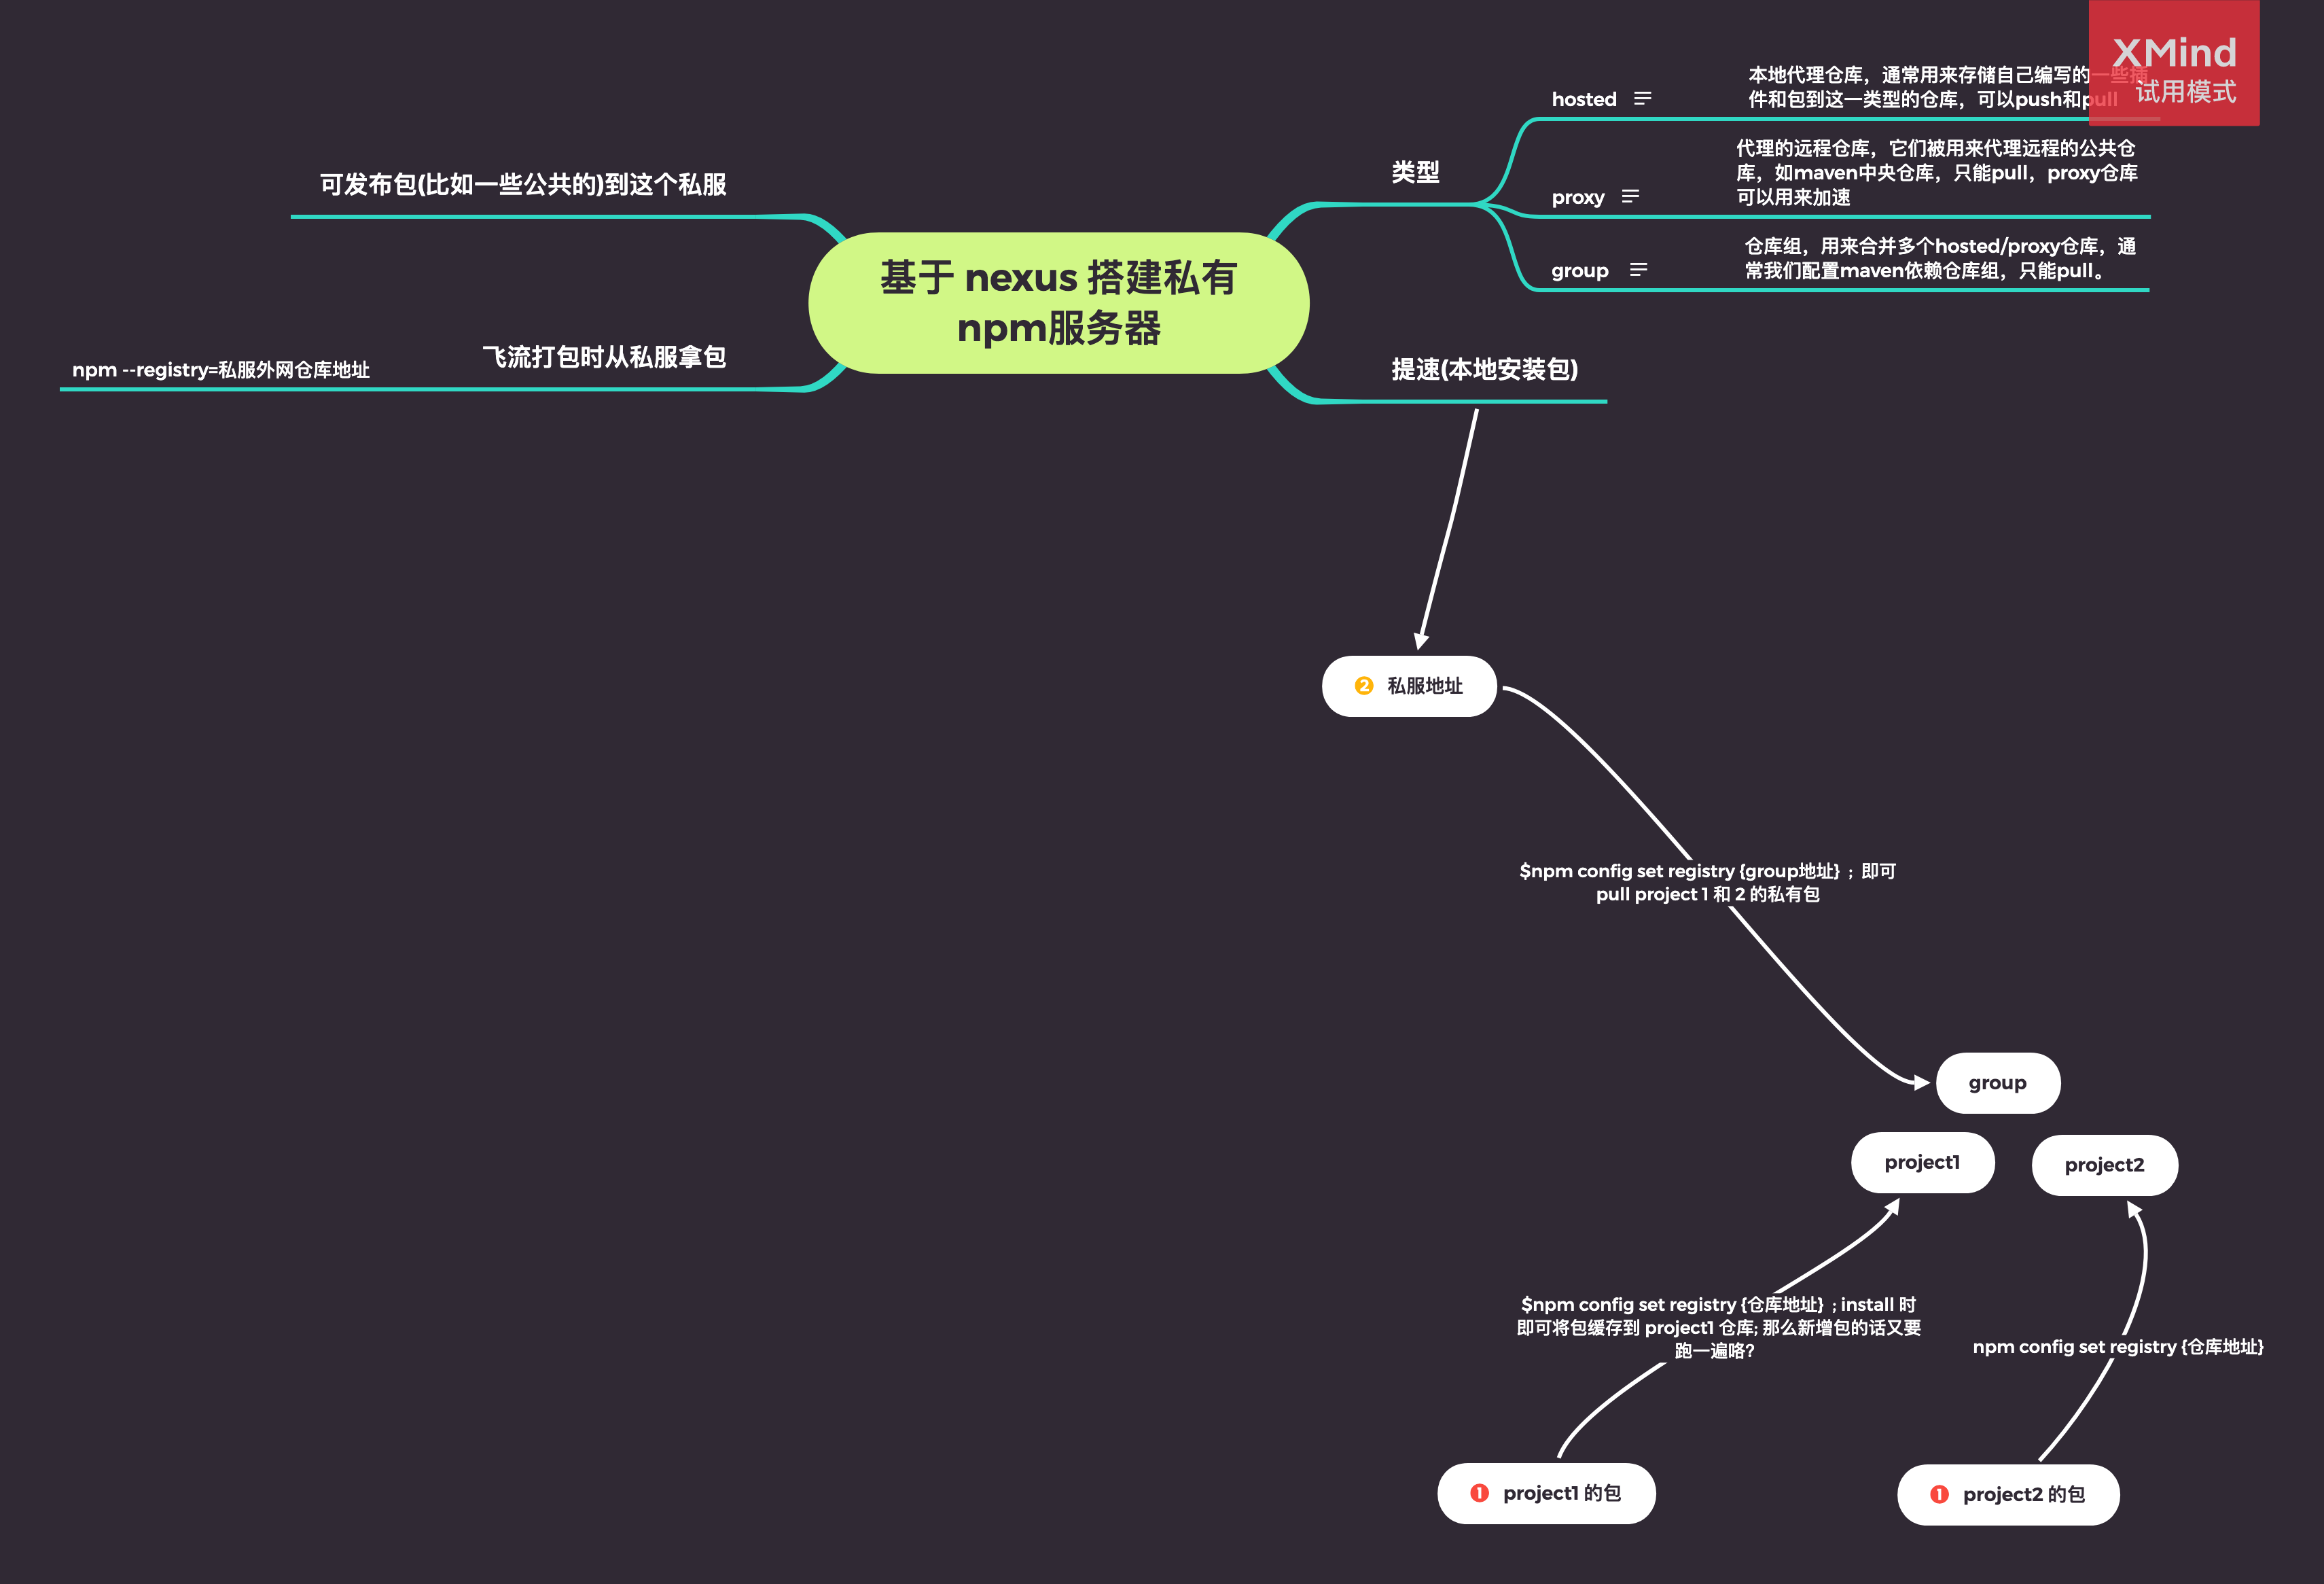 XMind
试用模式
基于 nexus 搭建私有
npm服务器
类型
hosted
本地代理仓库，通常用来存储自己编写的一些插
件和包到这一类型的仓库，可以push和pull
proxy
代理的远程仓库，它们被用来代理远程的公共仓
库，如maven中央仓库，只能pull，proxy仓库
可以用来加速
group
仓库组，用来合并多个hosted/proxy仓库，通
常我们配置maven依赖仓库组，只能pull。
提速(本地安装包)
可发布包(比如一些公共的)到这个私服
飞流打包时从私服拿包
npm --registry=私服外网仓库地址
2 私服地址
$npm config set registry {group地址} ；即可
pull project 1 和 2 的私有包
group
project1
project2
$npm config set registry {仓库地址} ; install 时
即可将包缓存到 project1 仓库; 那么新增包的话又要
跑一遍咯?
npm config set registry {仓库地址}
1 project1 的包
1 project2 的包